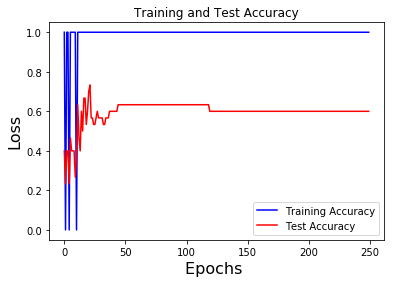 Training and Test Accuracy
Loss
1.0
0.8
0.6
0.4
0.2
0.0
Training Accuracy
Test Accuracy
0 50 100 150 200 250
Epochs